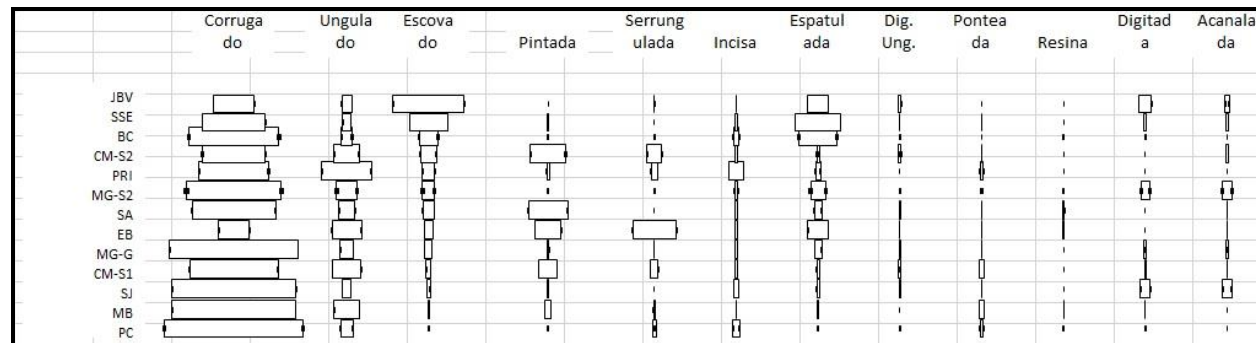 Corruga Ungula Escova Serrung Espatul Dig. Pontea Digitad Acanala
do do do Pintada ulada Incisa ada Ung. da Resina a da
JBV
SSE
BC
CM-S2
PRI
MG-S2
SA
EB
MG-G
CM-S1
SJ
MB
PC